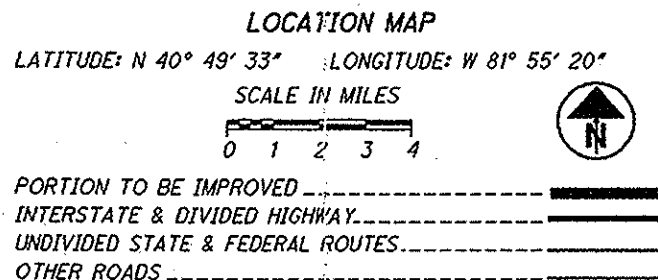 LOCATION MAP
LATITUDE: N 40° 49' 33" LONGITUDE: W 81° 55' 20"
SCALE IN MILES
0 1 2 3 4
N
PORTION TO BE IMPROVED
INTERSTATE & DIVIDED HIGHWAY
UNDIVIDED STATE & FEDERAL ROUTES
OTHER ROADS